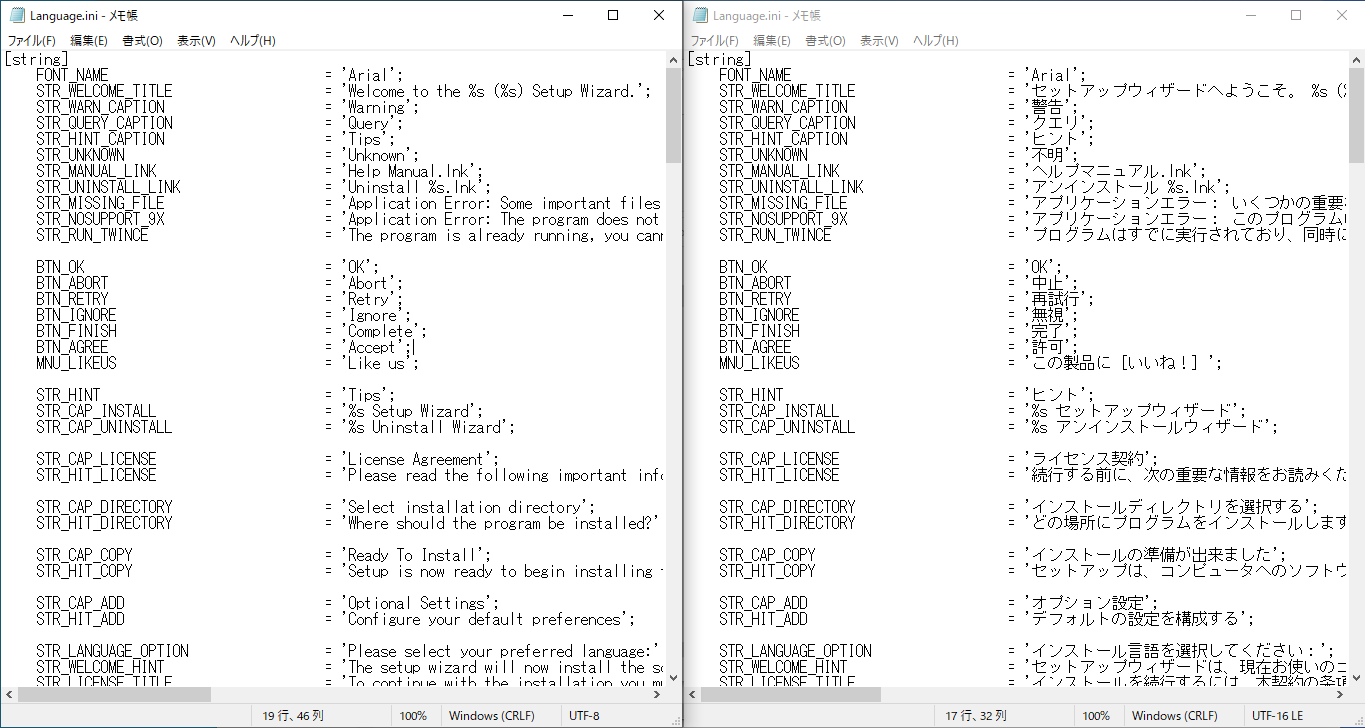 Language.ini - メモ帳
ファイル(F) 編集(E) 書式(O) 表示(V) ヘルプ(H)
[string]
FONT_NAME = 'Arial';
STR_WELCOME_TITLE = 'Welcome to the %s (%s) Setup Wizard.';
STR_WARN_CAPTION = 'Warning';
STR_QUERY_CAPTION = 'Query';
STR_HINT_CAPTION = 'Tips';
STR_UNKNOWN = 'Unknown';
STR_MANUAL_LINK = 'Help Manual.lnk';
STR_UNINSTALL_LINK = 'Uninstall %s.lnk';
STR_MISSING_FILE = 'Application Error: Some important files
STR_NOSUPPORT_9X = 'Application Error: The program does not
STR_RUN_TWINCE = 'The program is already running, you can
BTN_OK = 'OK';
BTN_ABORT = 'Abort';
BTN_RETRY = 'Retry';
BTN_IGNORE = 'Ignore';
BTN_FINISH = 'Complete';
BTN_AGREE = 'Accept';
MNU_LIKEUS = 'Like us';
STR_HINT = 'Tips';
STR_CAP_INSTALL = '%s Setup Wizard';
STR_CAP_UNINSTALL = '%s Uninstall Wizard';
STR_CAP_LICENSE = 'License Agreement';
STR_HIT_LICENSE = 'Please read the following important inf
STR_CAP_DIRECTORY = 'Select installation directory';
STR_HIT_DIRECTORY = 'Where should the program be installed?'
STR_CAP_COPY = 'Ready To Install';
STR_HIT_COPY = 'Setup is now ready to begin installing
STR_CAP_ADD = 'Optional Settings';
STR_HIT_ADD = 'Configure your default preferences';
STR_LANGUAGE_OPTION = 'Please select your preferred language:'
STR_WELCOME_HINT = 'The setup wizard will now install the
STR_LICENSE_TITLE = 'To continue with the installation you
19 行、46 列 100% Windows (CRLF) UTF-8
Language.ini - メモ帳
ファイル(F) 編集(E) 書式(O) 表示(V) ヘルプ(H)
[string]
FONT_NAME = 'Arial';
STR_WELCOME_TITLE = 'セットアップウィザードへようこそ。 %s (
STR_WARN_CAPTION = '警告';
STR_QUERY_CAPTION = 'クエリ';
STR_HINT_CAPTION = 'ヒント';
STR_UNKNOWN = '不明';
STR_MANUAL_LINK = 'ヘルプマニュアル.lnk';
STR_UNINSTALL_LINK = 'アンインストール %s.lnk';
STR_MISSING_FILE = 'アプリケーションエラー： いくつかの重要
STR_NOSUPPORT_9X = 'アプリケーションエラー： このプログラム
STR_RUN_TWINCE = 'プログラムはすでに実行されており、同時に
BTN_OK = 'OK';
BTN_ABORT = '中止';
BTN_RETRY = '再試行';
BTN_IGNORE = '無視';
BTN_FINISH = '完了';
BTN_AGREE = '許可';
MNU_LIKEUS = 'この製品に [いいね！] ';
STR_HINT = 'ヒント';
STR_CAP_INSTALL = '%s セットアップウィザード';
STR_CAP_UNINSTALL = '%s アンインストールウィザード';
STR_CAP_LICENSE = 'ライセンス契約';
STR_HIT_LICENSE = '続行する前に、次の重要な情報をお読みくだ
STR_CAP_DIRECTORY = 'インストールディレクトリを選択する';
STR_HIT_DIRECTORY = 'どの場所にプログラムをインストールします
STR_CAP_COPY = 'インストールの準備が出来ました';
STR_HIT_COPY = 'セットアップは、コンピュータへのソフトウ
STR_CAP_ADD = 'オプション設定';
STR_HIT_ADD = 'デフォルトの設定を構成する';
STR_LANGUAGE_OPTION = 'インストール言語を選択してください：';
STR_WELCOME_HINT = 'セットアップウィザードは、現在お使いのコ
STR_LICENSE_TITLE = 'インストールを続行するには、本契約の条項
17 行、32 列 100% Windows (CRLF) UTF-16 LE